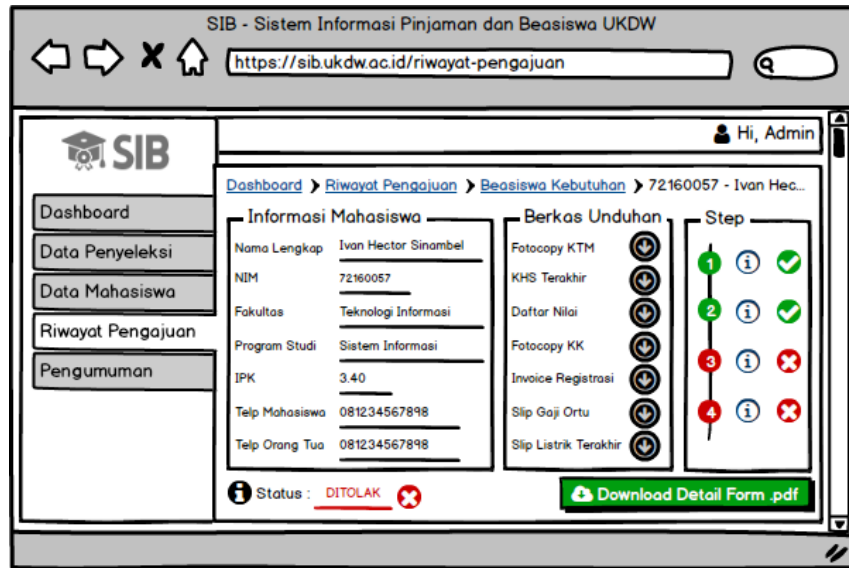 SIB - Sistem Informasi Pinjaman dan Beasiswa UKDW
https://sib.ukdw.ac.id/riwayat-pengajuan
SIB
Hi, Admin
Dashboard
Data Penyeleksi
Data Mahasiswa
Riwayat Pengajuan
Pengumuman
Dashboard ❯ Riwayat Pengajuan ❯ Beasiswa Kebutuhan ❯ 72160057 - Ivan Hec...
Informasi Mahasiswa
Nama Lengkap Ivan Hector Sinambel
NIM 72160057
Fakultas Teknologi Informasi
Program Studi Sistem Informasi
IPK 3.40
Telp Mahasiswa 081234567898
Telp Orang Tua 081234567898
Berkas Unduhan
Fotocopy KTM
KHS Terakhir
Daftar Nilai
Fotocopy KK
Invoice Registrasi
Slip Gaji Ortu
Slip Listrik Terakhir
Step
1
2
3
4
Status : DITOLAK
Download Detail Form .pdf